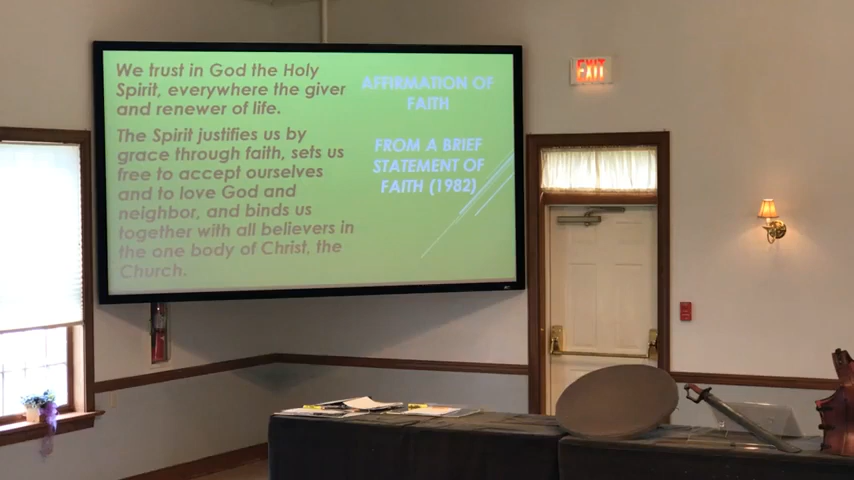 We trust in God the Holy
Spirit, everywhere the giver
and renewer of life.
The Spirit justifies us by
grace through faith, sets us
free to accept ourselves
and to love God and
neighbor, and binds us
together with all believers in
the one body of Christ, the
Church.
AFFIRMATION OF
FAITH
FROM A BRIEF
STATEMENT OF
FAITH (1982)
EXIT